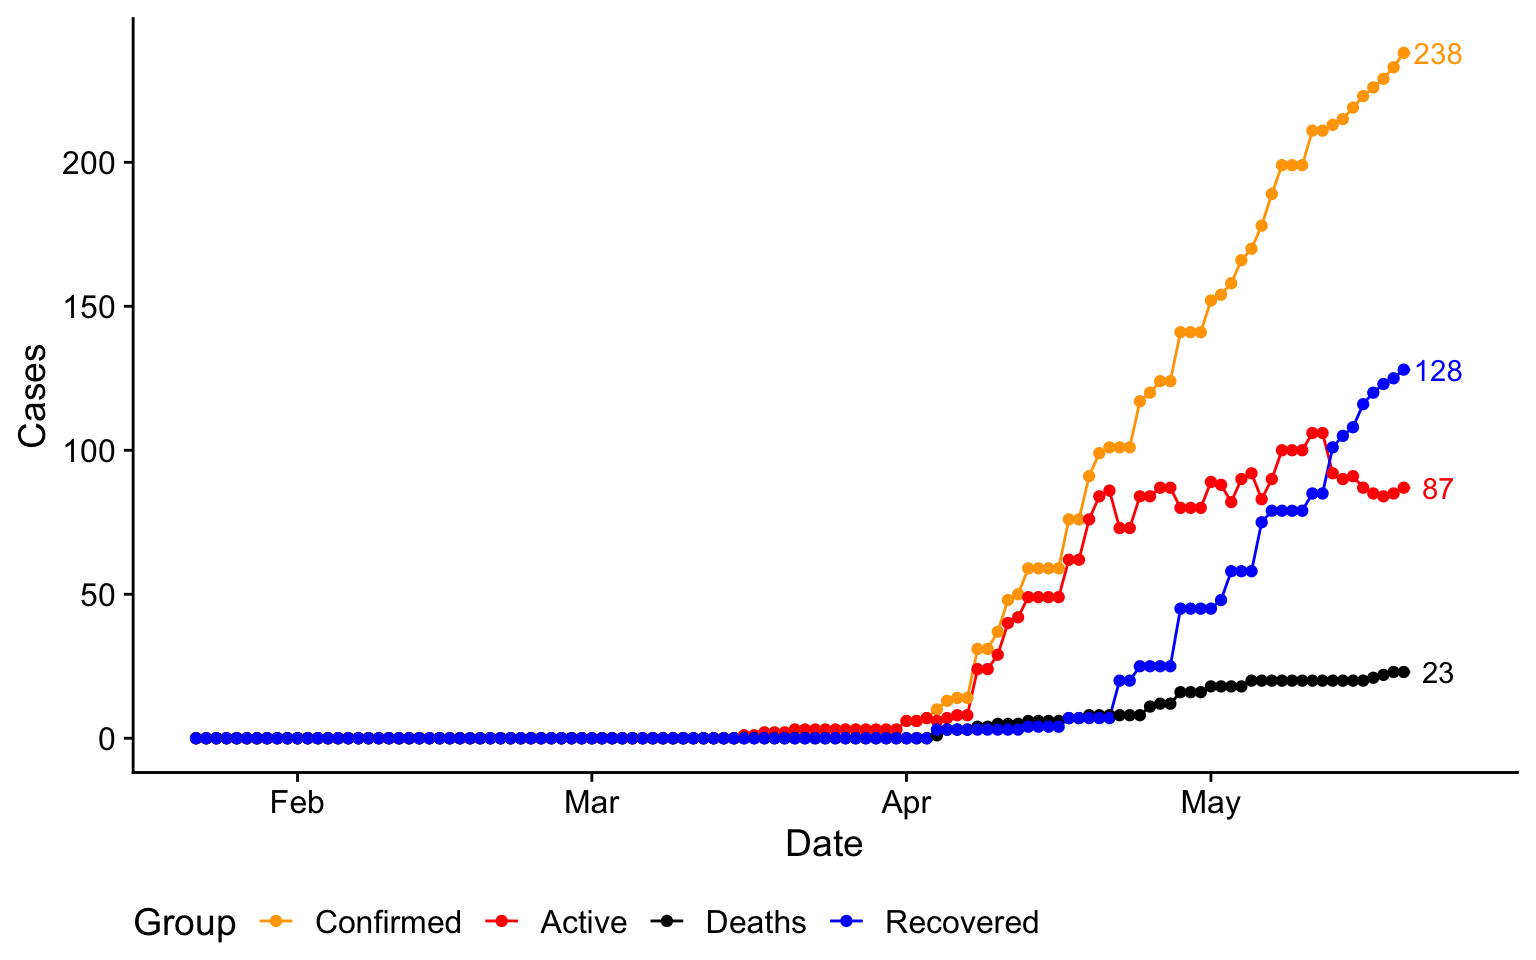 238
200
150
128
Cases
100
87
50
23
0
Feb Mar Apr May
Date
Group Confirmed Active Deaths Recovered